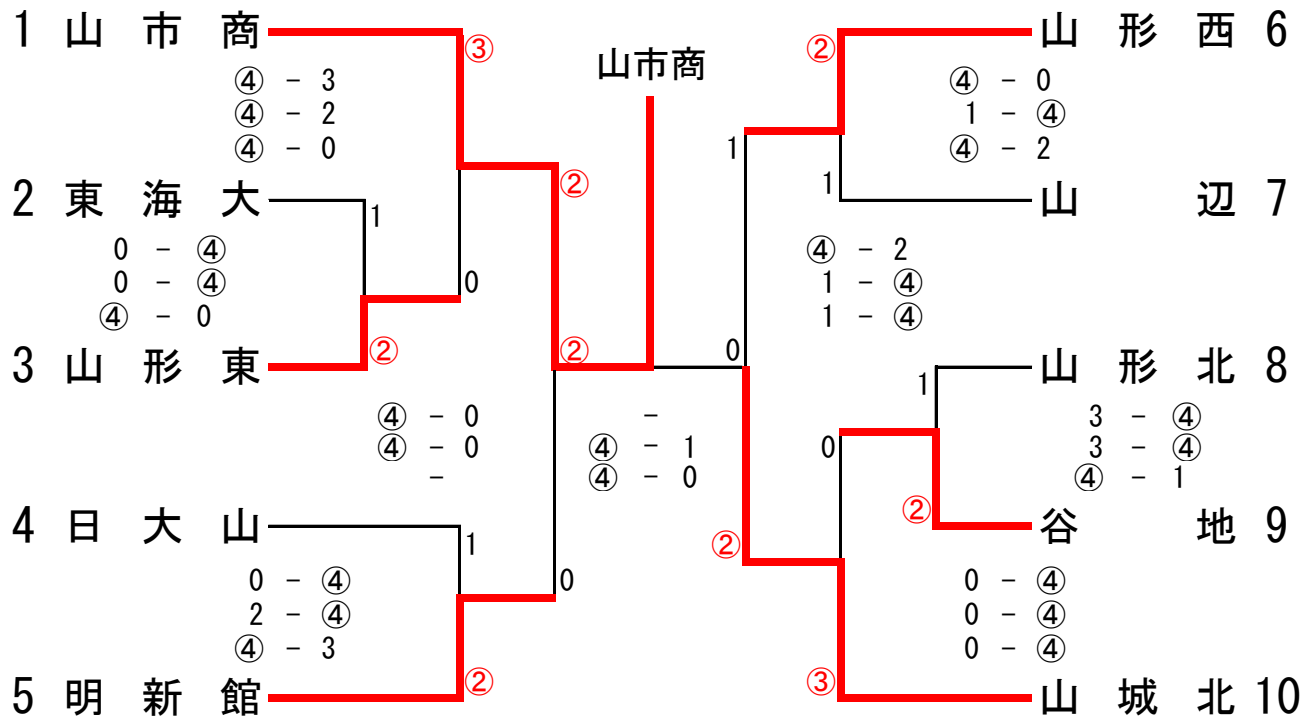 1 山 市 商
③
④ - 3
④ - 2
④ - 0
2 東 海 大
1
0 - ④
0 - ④
④ - 0
0
②
3 山 形 東
②
②
④ - 0
④ - 0
-
4 日 大 山
1
0 - ④
2 - ④
④ - 3
0
②
5 明 新 館
山市商
-
④ - 1
④ - 0
0
②
山 形 西 6
②
④ - 0
1 - ④
④ - 2
1
1
山 辺 7
④ - 2
1 - ④
1 - ④
山 形 北 8
1
3 - ④
3 - ④
④ - 1
0
②
谷 地 9
0 - ④
0 - ④
0 - ④
③
山 城 北 10